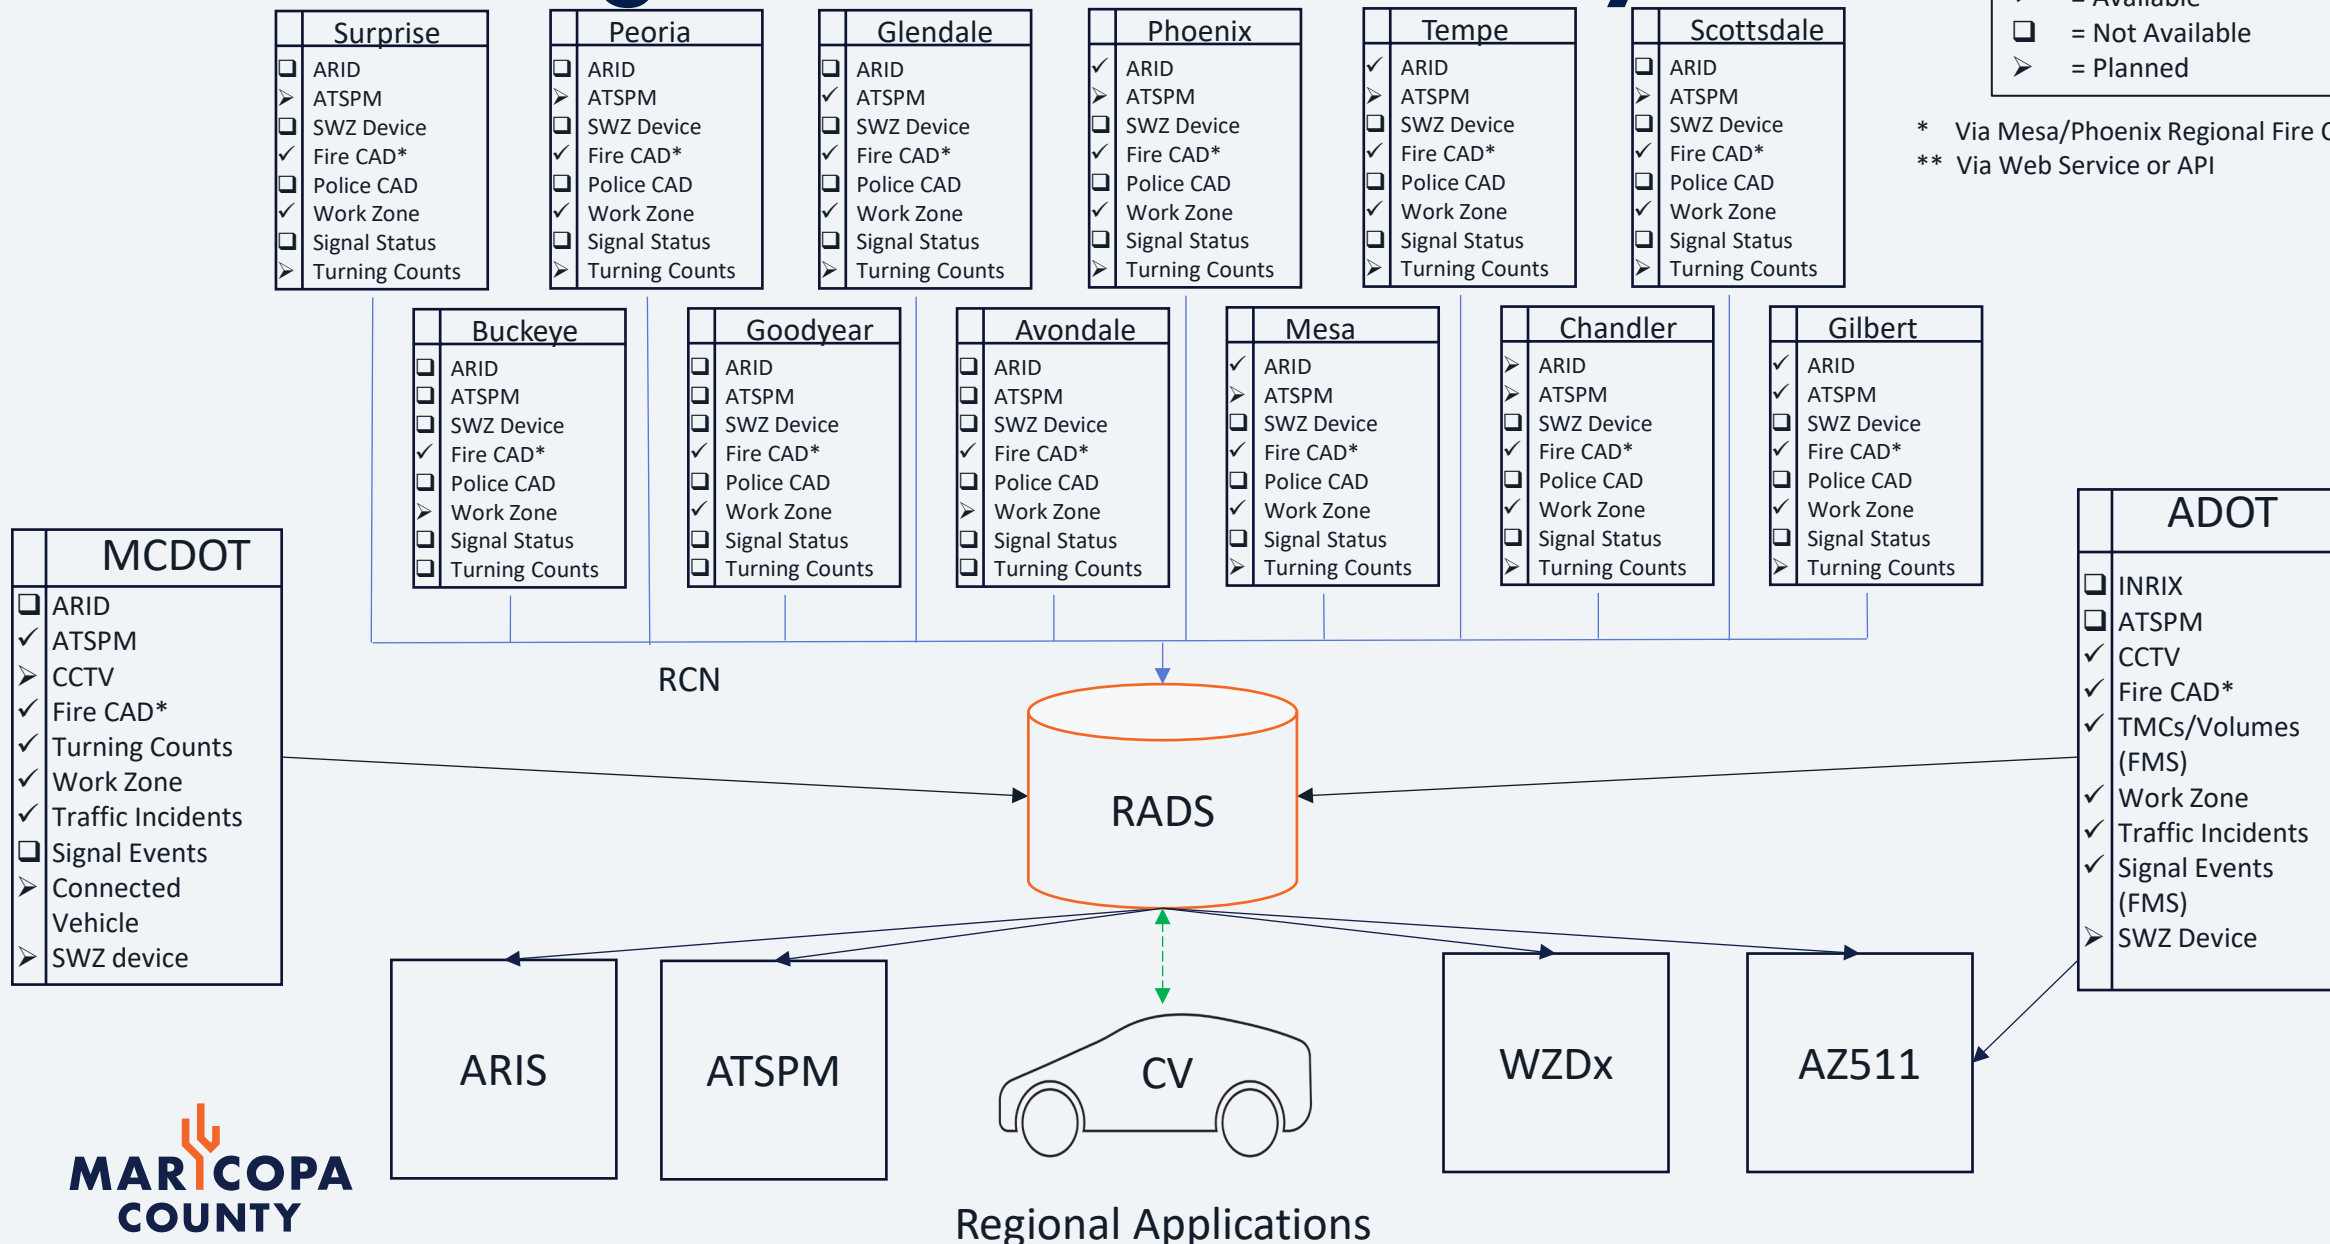 = Available
❑ = Not Available
➢ = Planned
* Via Mesa/Phoenix Regional Fire
** Via Web Service or API
Surprise
❑ ARID
➢ ATSPM
❑ SWZ Device
✓ Fire CAD*
❑ Police CAD
✓ Work Zone
❑ Signal Status
➢ Turning Counts
Peoria
❑ ARID
➢ ATSPM
❑ SWZ Device
✓ Fire CAD*
❑ Police CAD
✓ Work Zone
❑ Signal Status
➢ Turning Counts
Glendale
❑ ARID
✓ ATSPM
❑ SWZ Device
✓ Fire CAD*
❑ Police CAD
✓ Work Zone
❑ Signal Status
➢ Turning Counts
Phoenix
✓ ARID
➢ ATSPM
❑ SWZ Device
✓ Fire CAD*
❑ Police CAD
✓ Work Zone
❑ Signal Status
➢ Turning Counts
Tempe
✓ ARID
➢ ATSPM
❑ SWZ Device
✓ Fire CAD*
❑ Police CAD
✓ Work Zone
❑ Signal Status
➢ Turning Counts
Scottsdale
❑ ARID
➢ ATSPM
❑ SWZ Device
✓ Fire CAD*
❑ Police CAD
✓ Work Zone
❑ Signal Status
➢ Turning Counts
Buckeye
❑ ARID
❑ ATSPM
❑ SWZ Device
✓ Fire CAD*
❑ Police CAD
➢ Work Zone
❑ Signal Status
❑ Turning Counts
Goodyear
❑ ARID
❑ ATSPM
❑ SWZ Device
✓ Fire CAD*
❑ Police CAD
✓ Work Zone
❑ Signal Status
❑ Turning Counts
Avondale
❑ ARID
❑ ATSPM
❑ SWZ Device
✓ Fire CAD*
❑ Police CAD
➢ Work Zone
❑ Signal Status
❑ Turning Counts
Mesa
✓ ARID
➢ ATSPM
❑ SWZ Device
✓ Fire CAD*
❑ Police CAD
✓ Work Zone
❑ Signal Status
➢ Turning Counts
Chandler
➢ ARID
➢ ATSPM
❑ SWZ Device
✓ Fire CAD*
❑ Police CAD
✓ Work Zone
❑ Signal Status
➢ Turning Counts
Gilbert
✓ ARID
✓ ATSPM
❑ SWZ Device
✓ Fire CAD*
❑ Police CAD
✓ Work Zone
❑ Signal Status
➢ Turning Counts
MCDOT
❑ ARID
✓ ATSPM
➢ CCTV
✓ Fire CAD*
✓ Turning Counts
✓ Work Zone
✓ Traffic Incidents
❑ Signal Events
➢ Connected
Vehicle
➢ SWZ device
ADOT
❑ INRIX
❑ ATSPM
✓ CCTV
✓ Fire CAD*
✓ TMCs/Volumes
(FMS)
✓ Work Zone
✓ Traffic Incidents
✓ Signal Events
(FMS)
➢ SWZ Device
RCN
RADS
ARIS
ATSPM
CV
WZDx
AZ511
MARICOPA
COUNTY
Regional Applications